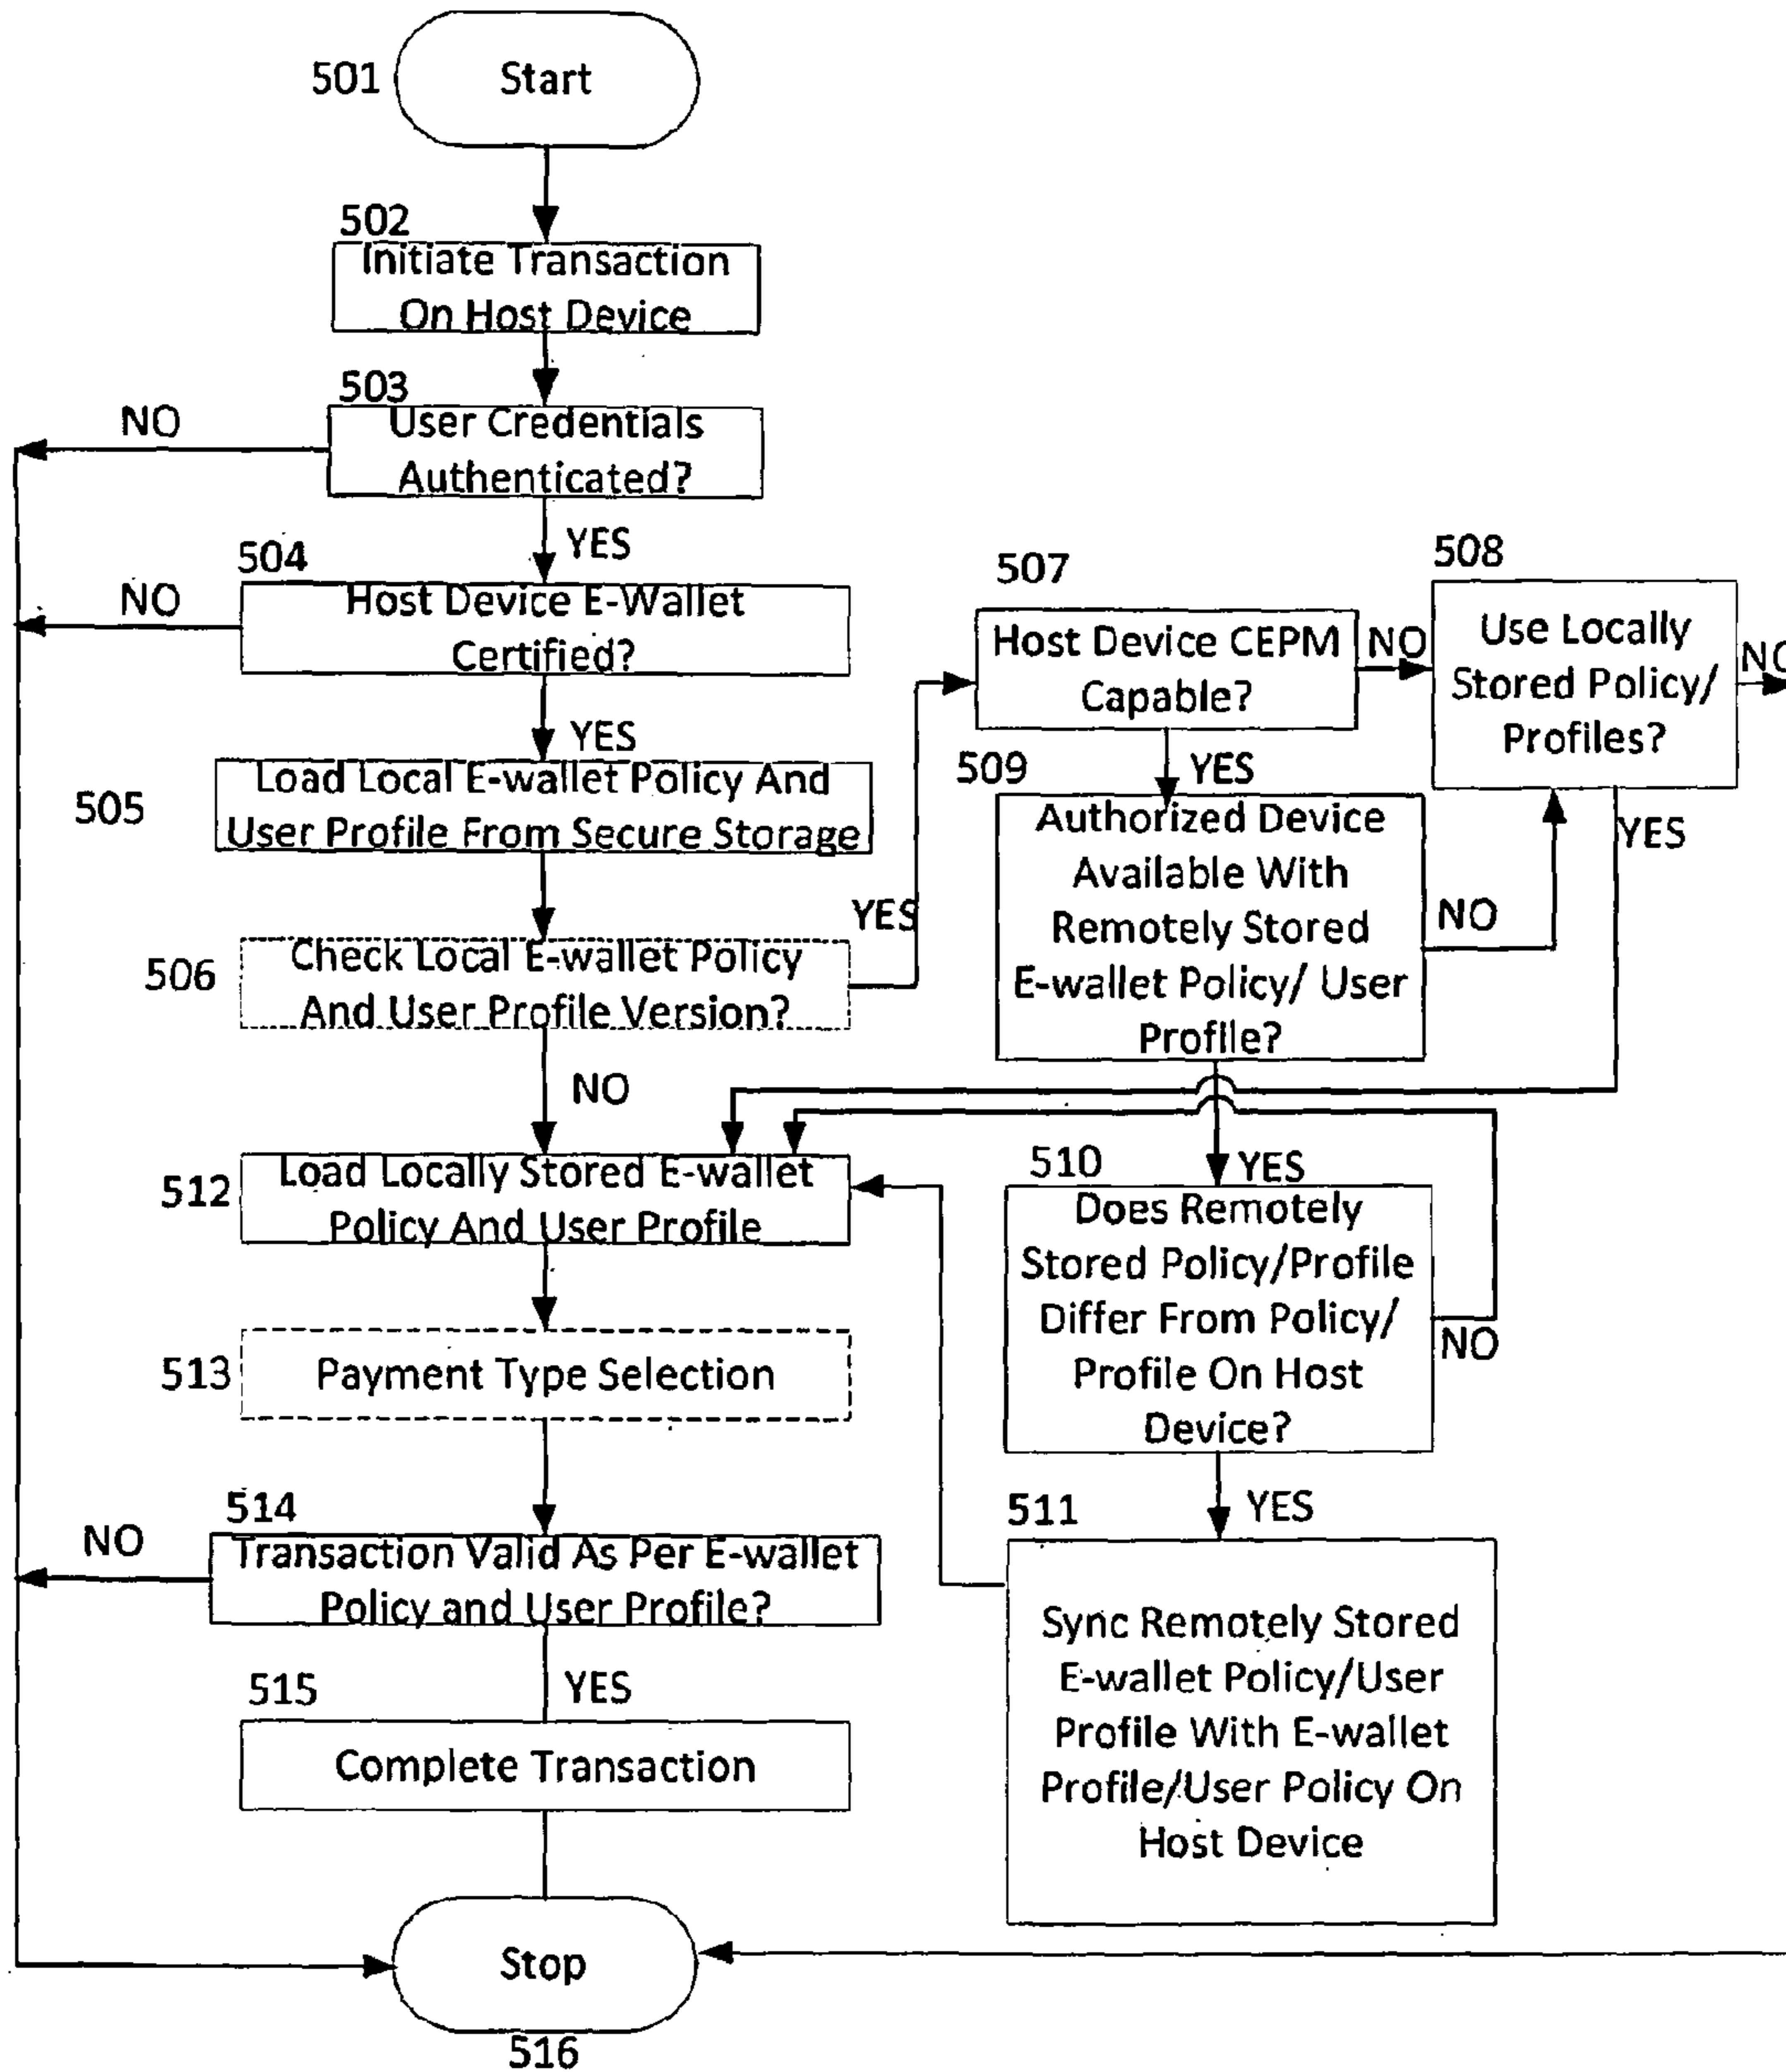 501
Start
502
Initiate Transaction
On Host Device
503
User Credentials
Authenticated?
NO
YES
504
Host Device E-Wallet
Certified?
NO
YES
505
Load Local E-wallet Policy And
User Profile From Secure Storage
506
Check Local E-wallet Policy
And User Profile Version?
YES
NO
507
Host Device CEPM
Capable?
NO
YES
508
Use Locally
Stored Policy/
Profiles?
NO
YES
509
Authorized Device
Available With
Remotely Stored
E-wallet Policy/ User
Profile?
NO
YES
510
Does Remotely
Stored Policy/Profile
Differ From Policy/
Profile On Host
Device?
NO
YES
511
Sync Remotely Stored
E-wallet Policy/User
Profile With E-wallet
Profile/User Policy On
Host Device
512
Load Locally Stored E-wallet
Policy And User Profile
513
Payment Type Selection
514
Transaction Valid As Per E-wallet
Policy and User Profile?
NO
YES
515
Complete Transaction
Stop
516